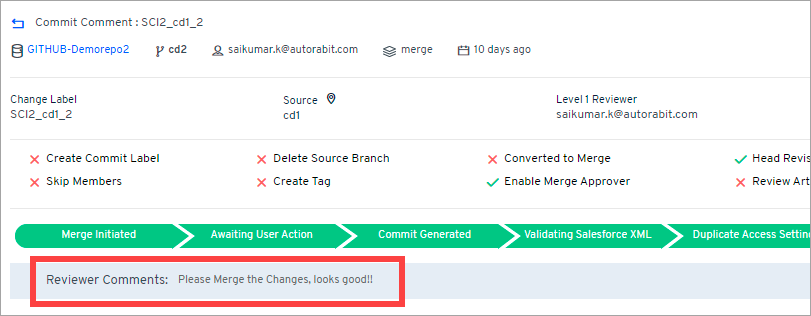 Commit Comment : SCI2_cd1_2
GITHUB-Demorepo2 cd2 saikumar.k@autorabit.com merge 10 days ago
Change Label Source Level 1 Reviewer
SCI2_cd1_2 cd1 saikumar.k@autorabit.com
Create Commit Label Delete Source Branch Converted to Merge Head Revis
Skip Members Create Tag Enable Merge Approver Review Art
Merge Initiated Awaiting User Action Commit Generated Validating Salesforce XML Duplicate Access Setting
Reviewer Comments: Please Merge the Changes, looks good!!